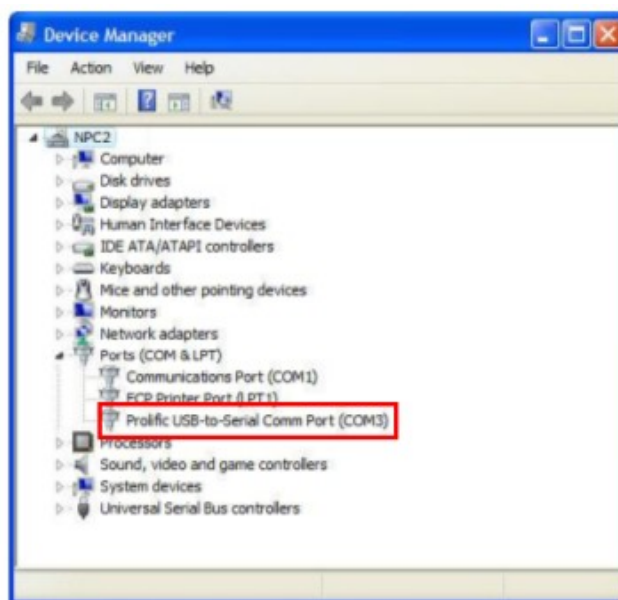 Device Manager
File Action View Help
NPC2
Computer
Disk drives
Display adapters
Human Interface Devices
IDE ATA/ATAPI controllers
Keyboards
Mice and other pointing devices
Monitors
Network adapters
Ports (COM & LPT)
Communications Port (COM1)
ECP Printer Port (LPT1)
Prolific USB-to-Serial Comm Port (COM3)
Processors
Sound, video and game controllers
System devices
Universal Serial Bus controllers